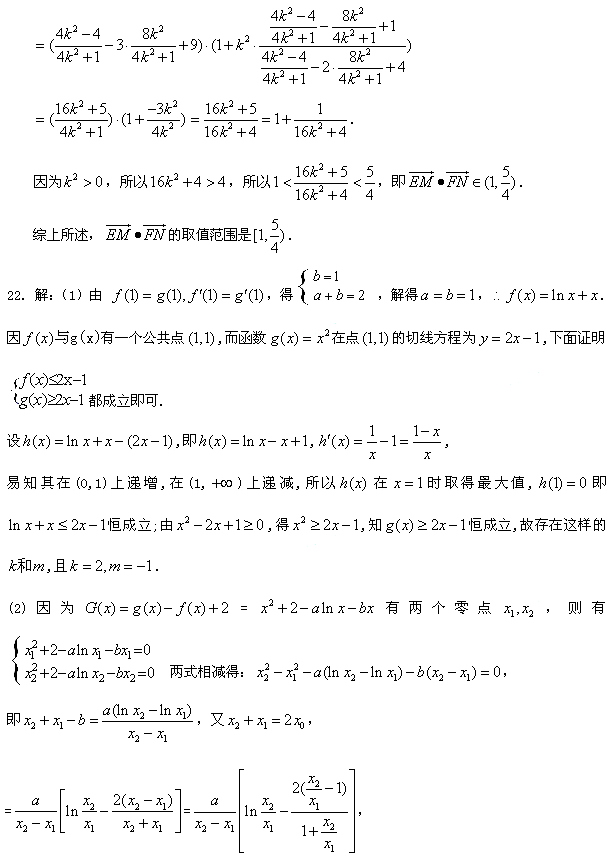 $= (\frac{4k^2-4}{4k^2+1} - 3 \cdot \frac{8k^2}{4k^2+1} + 9) \cdot (1 + k^2 \cdot \frac{\frac{4k^2-4}{4k^2+1} - \frac{8k^2}{4k^2+1} + 1}{\frac{4k^2-4}{4k^2+1} - 2 \cdot \frac{8k^2}{4k^2+1} + 4})$
$= (\frac{16k^2+5}{4k^2+1}) \cdot (1 + \frac{-3k^2}{4k^2}) = \frac{16k^2+5}{16k^2+4} = 1 + \frac{1}{16k^2+4}$.
因为$k^2 > 0$,所以$16k^2+4 > 4$,所以$1 < \frac{16k^2+5}{16k^2+4} < \frac{5}{4}$,即$\overrightarrow{EM} \bullet \overrightarrow{FN} \in (1, \frac{5}{4})$.
综上所述,$\overrightarrow{EM} \bullet \overrightarrow{FN}$的取值范围是$[1, \frac{5}{4})$.
22. 解:(1) 由 $f(1) = g(1), f'(1) = g'(1)$,得$\begin{cases} b=1 \\ a+b=2 \end{cases}$,解得$a = b = 1$,∴ $f(x) = \ln x + x$.
因$f(x)$与g(x)有一个公共点$(1,1)$,而函数$g(x) = x^2$在点$(1,1)$的切线方程为$y = 2x-1$,下面证明
$\begin{cases} f(x) \le 2x-1 \\ g(x) \ge 2x-1 \end{cases}$都成立即可.
设$h(x) = \ln x + x - (2x-1)$,即$h(x) = \ln x - x + 1$, $h'(x) = \frac{1}{x} - 1 = \frac{1-x}{x}$,
易知其在(0,1)上递增,在(1, +∞)上递减,所以$h(x)$在$x = 1$时取得最大值,$h(1) = 0$即
$\ln x + x \le 2x-1$恒成立;由$x^2 - 2x + 1 \ge 0$,得$x^2 \ge 2x-1$,知$g(x) \ge 2x-1$恒成立,故存在这样的
$k$和$m$,且$k = 2, m = -1$.
(2) 因为 $G(x) = g(x) - f(x) + 2$ = $x^2 + 2 - a\ln x - bx$ 有两个零点 $x_1, x_2$ ,则有
$\begin{cases} x_1^2 + 2 - a\ln x_1 - bx_1 = 0 \\ x_2^2 + 2 - a\ln x_2 - bx_2 = 0 \end{cases}$ 两式相减得: $x_2^2 - x_1^2 - a(\ln x_2 - \ln x_1) - b(x_2 - x_1) = 0$,
即$x_2 + x_1 - b = \frac{a(\ln x_2 - \ln x_1)}{x_2 - x_1}$,又$x_2 + x_1 = 2x_0$,
$= \frac{a}{x_2 - x_1}\left[\ln \frac{x_2}{x_1} - \frac{2(x_2 - x_1)}{x_2 + x_1}\right] = \frac{a}{x_2 - x_1}\left[\ln \frac{x_2}{x_1} - \frac{2(\frac{x_2}{x_1} - 1)}{1 + \frac{x_2}{x_1}}\right]$,